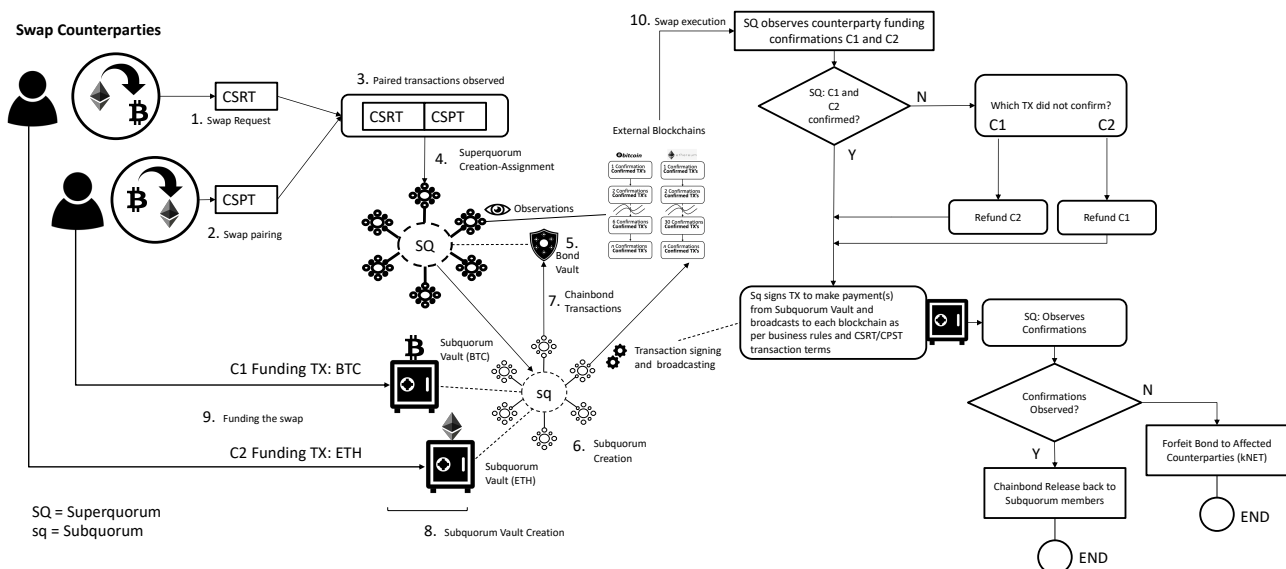 Swap Counterparties
CSRT
1. Swap Request
CSPT
2. Swap pairing
3. Paired transactions observed
CSRT CSPT
4. Superquorum
Creation-Assignment
SQ
Observations
External Blockchains
bitcoin
ETHEREUM
1 Confirmation
Confirmed TX's
1 Confirmation
Confirmed TX's
2 Confirmations
Confirmed TX's
2 Confirmations
Confirmed TX's
6 Confirmations
Confirmed TX's
30 Confirmations
Confirmed TX's
n Confirmations
Confirmed TX's
n Confirmations
Confirmed TX's
5.
Bond
Vault
7. Chainbond
Transactions
sq
6. Subquorum
Creation
Subquorum
Vault (BTC)
C1 Funding TX: BTC
9. Funding the swap
C2 Funding TX: ETH
Subquorum
Vault (ETH)
8. Subquorum Vault Creation
SQ = Superquorum
sq = Subquorum
Transaction signing
and broadcasting
10. Swap execution
SQ observes counterparty funding
confirmations C1 and C2
SQ: C1 and
C2
confirmed?
N
Y
Which TX did not confirm?
C1 C2
Refund C2
Refund C1
Sq signs TX to make payment(s)
from Subquorum Vault and
broadcasts to each blockchain as
per business rules and CSRT/CPST
transaction terms
SQ: Observes
Confirmations
Confirmations
Observed?
N
Y
Forfeit Bond to Affected
Counterparties (kNET)
END
Chainbond Release back to
Subquorum members
END